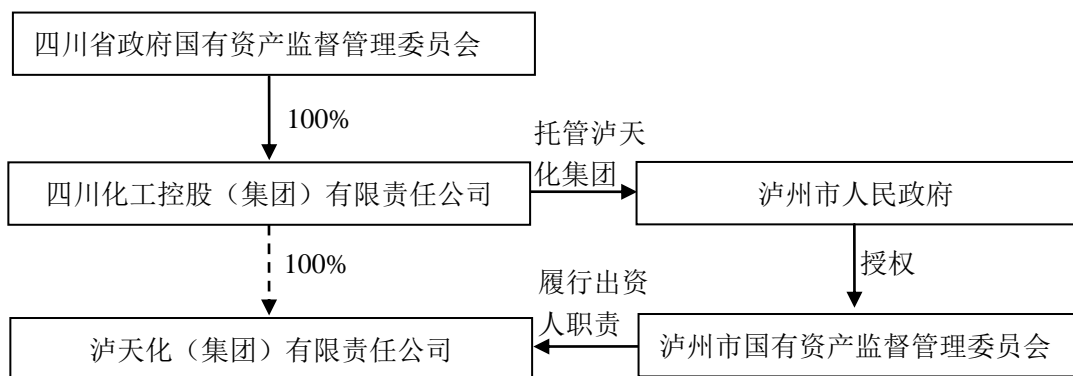 四川省政府国有资产监督管理委员会
100%
托管泸天
化集团
四川化工控股（集团）有限责任公司
泸州市人民政府
100%
授权
履行出资
人职责
泸天化（集团）有限责任公司
泸州市国有资产监督管理委员会